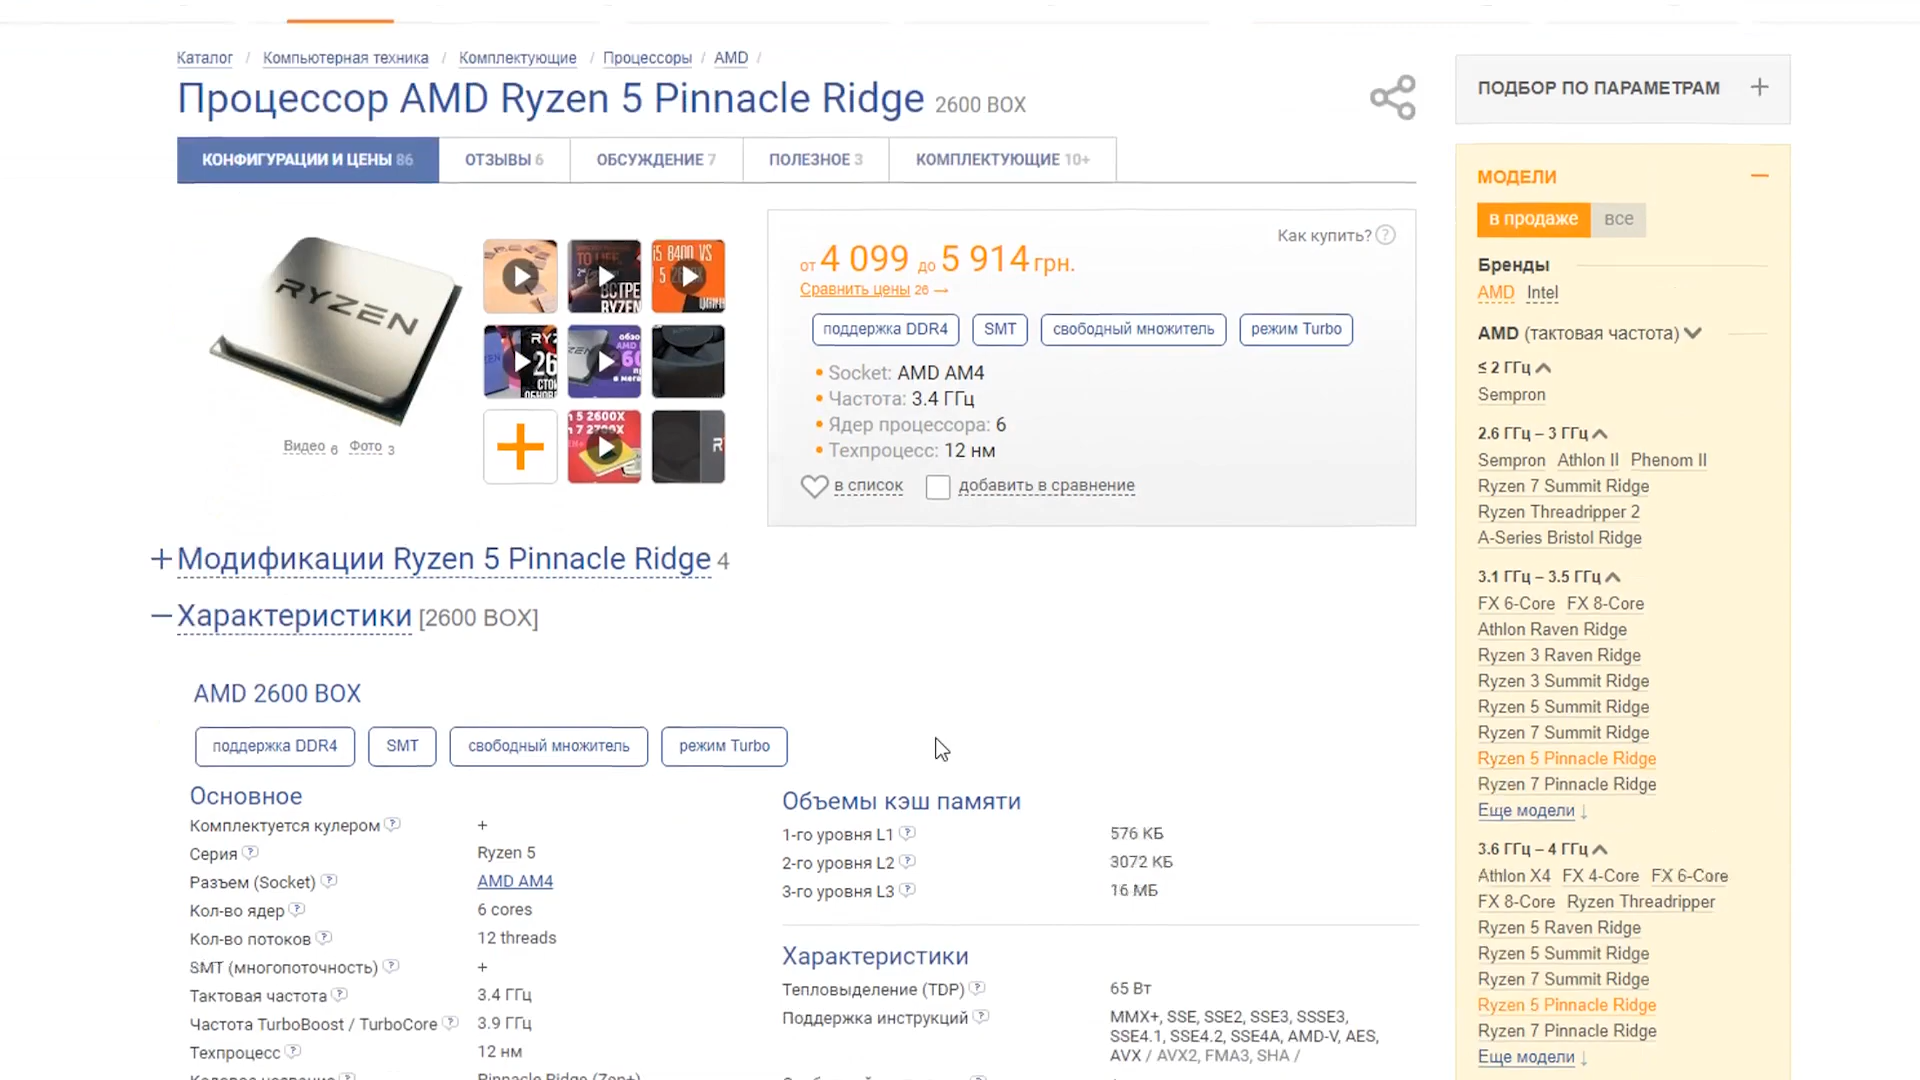 Каталог / Компьютерная техника / Комплектующие / Процессоры / AMD /
Процессор AMD Ryzen 5 Pinnacle Ridge 2600 BOX
КОНФИГУРАЦИИ И ЦЕНЫ 86
ОТЗЫВЫ 6
ОБСУЖДЕНИЕ 7
ПОЛЕЗНОЕ 3
КОМПЛЕКТУЮЩИЕ 10+
RYZEN
Видео 6 Фото 3
Как купить? ?
от 4 099 до 5 914 грн.
Сравнить цены 26 →
поддержка DDR4
SMT
свободный множитель
режим Turbo
• Socket: AMD AM4
• Частота: 3.4 ГГц
• Ядер процессора: 6
• Техпроцесс: 12 нм
в список
добавить в сравнение
+ Модификации Ryzen 5 Pinnacle Ridge 4
— Характеристики [2600 BOX]
AMD 2600 BOX
поддержка DDR4
SMT
свободный множитель
режим Turbo
Основное
Комплектуется кулером ? +
Серия ? Ryzen 5
Разъем (Socket) ? AMD AM4
Кол-во ядер ? 6 cores
Кол-во потоков ? 12 threads
SMT (многопоточность) ? +
Тактовая частота ? 3.4 ГГц
Частота TurboBoost / TurboCore ? 3.9 ГГц
Техпроцесс ? 12 нм
Pinnacle Ridge (Zen+)
Объемы кэш памяти
1-го уровня L1 ? 576 КБ
2-го уровня L2 ? 3072 КБ
3-го уровня L3 ? 16 МБ
Характеристики
Тепловыделение (TDP) ? 65 Вт
Поддержка инструкций ? MMX+, SSE, SSE2, SSE3, SSSE3,
SSE4.1, SSE4.2, SSE4A, AMD-V, AES,
AVX / AVX2, FMA3, SHA /
ПОДБОР ПО ПАРАМЕТРАМ +
МОДЕЛИ —
в продаже все
Бренды
AMD Intel
AMD (тактовая частота)
≤ 2 ГГц
Sempron
2.6 ГГц – 3 ГГц
Sempron Athlon II Phenom II
Ryzen 7 Summit Ridge
Ryzen Threadripper 2
A-Series Bristol Ridge
3.1 ГГц – 3.5 ГГц
FX 6-Core FX 8-Core
Athlon Raven Ridge
Ryzen 3 Raven Ridge
Ryzen 3 Summit Ridge
Ryzen 5 Summit Ridge
Ryzen 7 Summit Ridge
Ryzen 5 Pinnacle Ridge
Ryzen 7 Pinnacle Ridge
Еще модели ↓
3.6 ГГц – 4 ГГц
Athlon X4 FX 4-Core FX 6-Core
FX 8-Core Ryzen Threadripper
Ryzen 5 Raven Ridge
Ryzen 5 Summit Ridge
Ryzen 7 Summit Ridge
Ryzen 5 Pinnacle Ridge
Ryzen 7 Pinnacle Ridge
Еще модели ↓